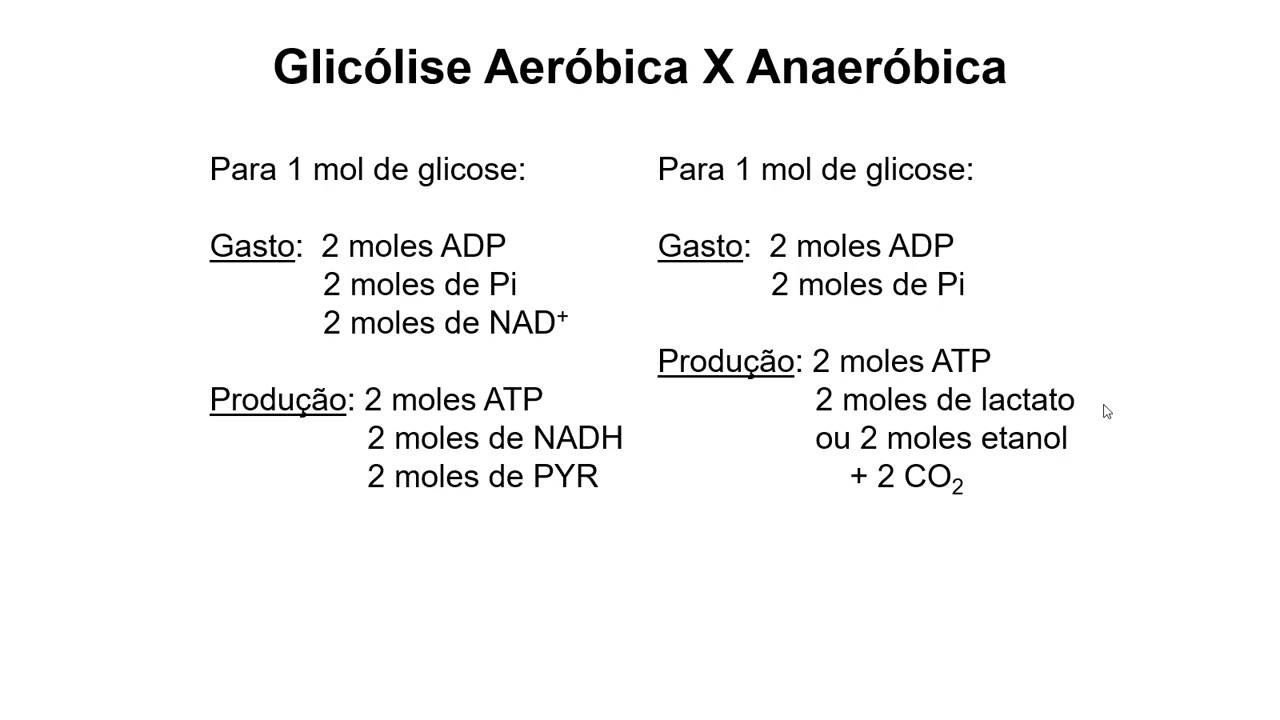 Glicólise Aeróbica X Anaeróbica
Para 1 mol de glicose:
Gasto: 2 moles ADP
2 moles de Pi
2 moles de NAD⁺
Produção: 2 moles ATP
2 moles de NADH
2 moles de PYR
Para 1 mol de glicose:
Gasto: 2 moles ADP
2 moles de Pi
Produção: 2 moles ATP
2 moles de lactato
ou 2 moles etanol
+ 2 CO₂